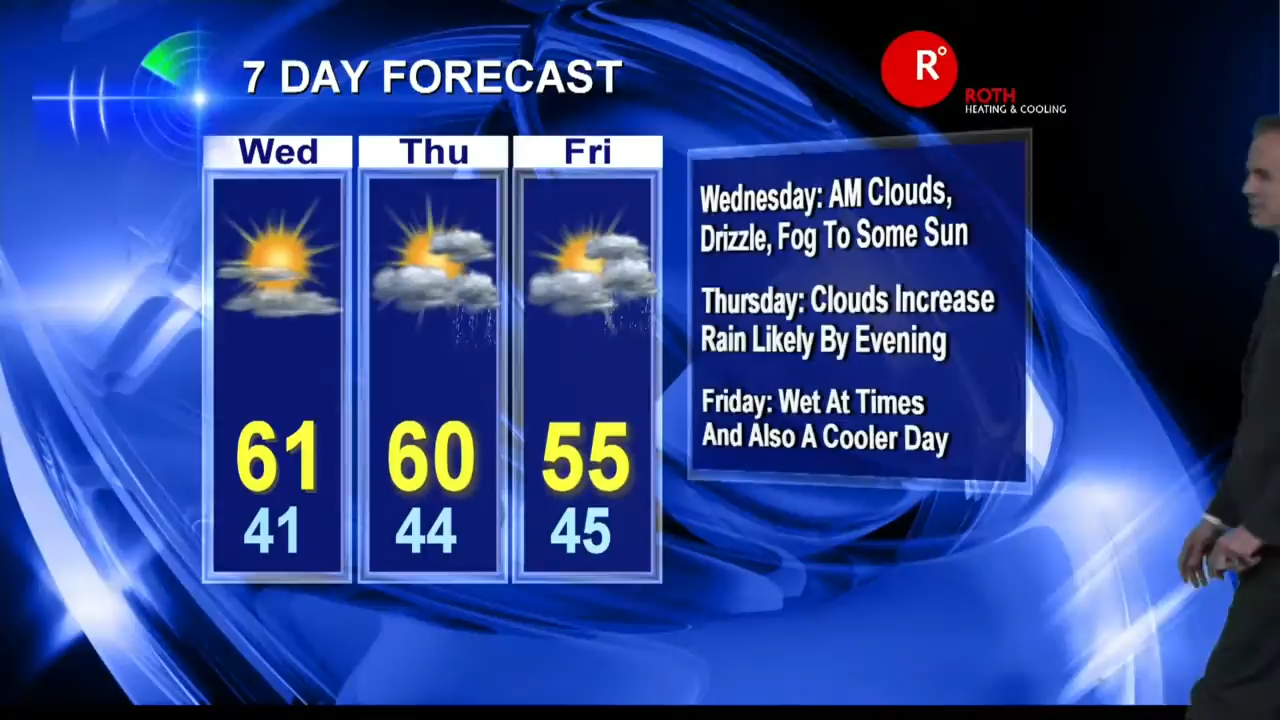 7 DAY FORECAST
R°
ROTH
HEATING & COOLING
Wed
Thu
Fri
61
60
55
41
44
45
Wednesday: AM Clouds,
Drizzle, Fog To Some Sun
Thursday: Clouds Increase
Rain Likely By Evening
Friday: Wet At Times
And Also A Cooler Day